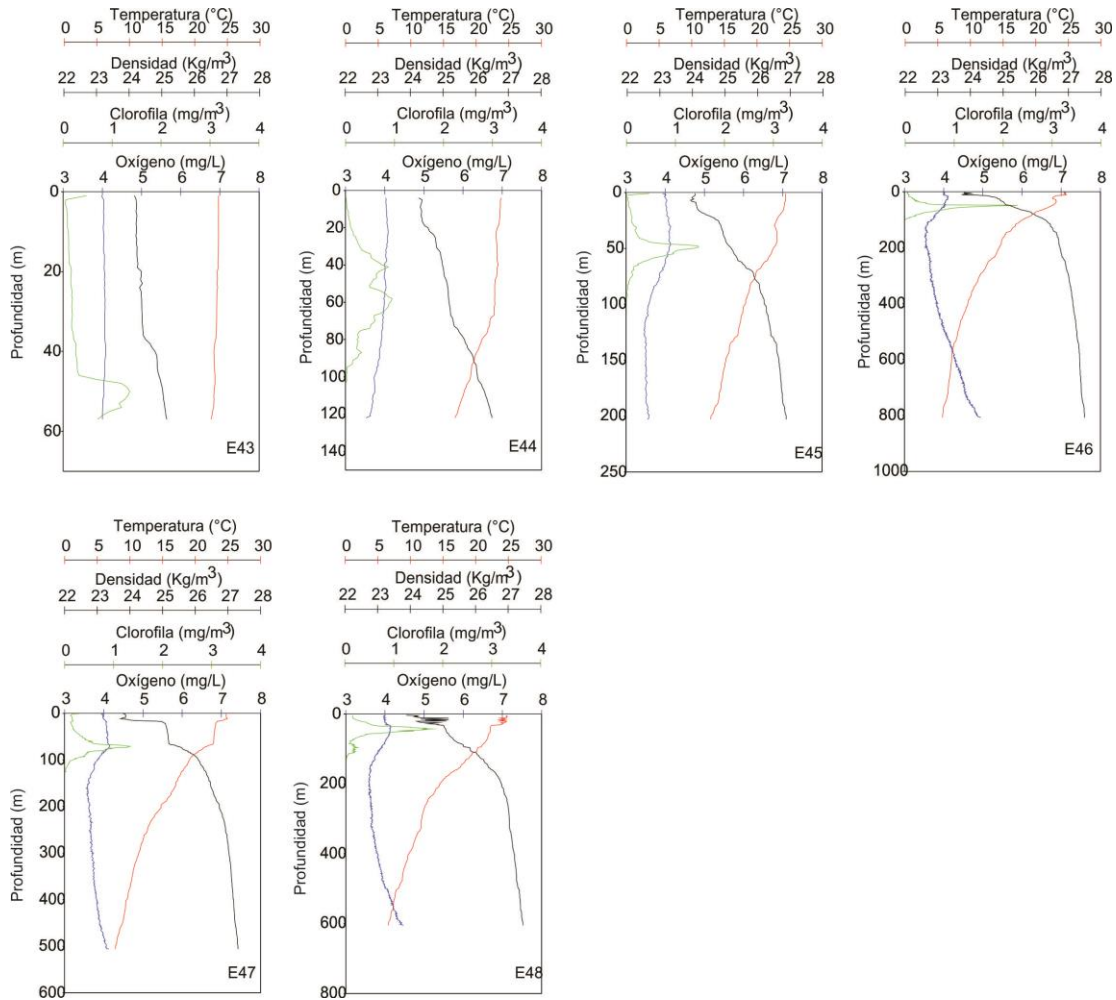 Temperatura (°C)
0 5 10 15 20 25 30
Densidad (Kg/m3)
22 23 24 25 26 27 28
Clorofila (mg/m3)
0 1 2 3 4
Oxígeno (mg/L)
3 4 5 6 7 8
Profundidad (m)
0
20
40
60
E43
Temperatura (°C)
0 5 10 15 20 25 30
Densidad (Kg/m3)
22 23 24 25 26 27 28
Clorofila (mg/m3)
0 1 2 3 4
Oxígeno (mg/L)
3 4 5 6 7 8
Profundidad (m)
0
20
40
60
80
100
120
150
E44
Temperatura (°C)
0 5 10 15 20 25 30
Densidad (Kg/m3)
22 23 24 25 26 27 28
Clorofila (mg/m3)
0 1 2 3 4
Oxígeno (mg/L)
3 4 5 6 7 8
Profundidad (m)
0
50
100
150
200
250
E45
Temperatura (°C)
0 5 10 15 20 25 30
Densidad (Kg/m3)
22 23 24 25 26 27 28
Clorofila (mg/m3)
0 1 2 3 4
Oxígeno (mg/L)
3 4 5 6 7 8
Profundidad (m)
0
200
400
600
800
1000
E46
Temperatura (°C)
0 5 10 15 20 25 30
Densidad (Kg/m3)
22 23 24 25 26 27 28
Clorofila (mg/m3)
0 1 2 3 4
Oxígeno (mg/L)
3 4 5 6 7 8
Profundidad (m)
0
100
200
300
400
500
600
E47
Temperatura (°C)
0 5 10 15 20 25 30
Densidad (Kg/m3)
22 23 24 25 26 27 28
Clorofila (mg/m3)
0 1 2 3 4
Oxígeno (mg/L)
3 4 5 6 7 8
Profundidad (m)
0
200
400
600
800
E48